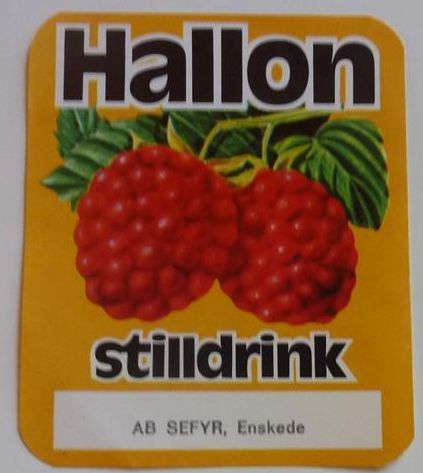 Hallon
stilldrink
AB SEFYR, Enskede